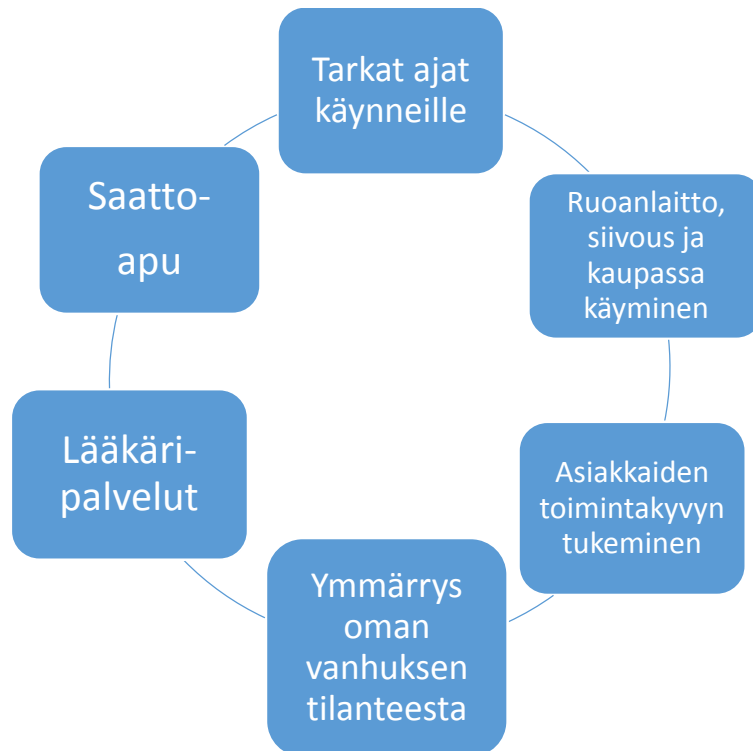 Tarkat ajat
käynneille
Ruoanlaitto,
siivous ja
kaupassa
käyminen
Asiakkaiden
toimintakyvyn
tukeminen
Ymmärrys
oman
vanhuksen
tilanteesta
Lääkäri-
palvelut
Saatto-
apu